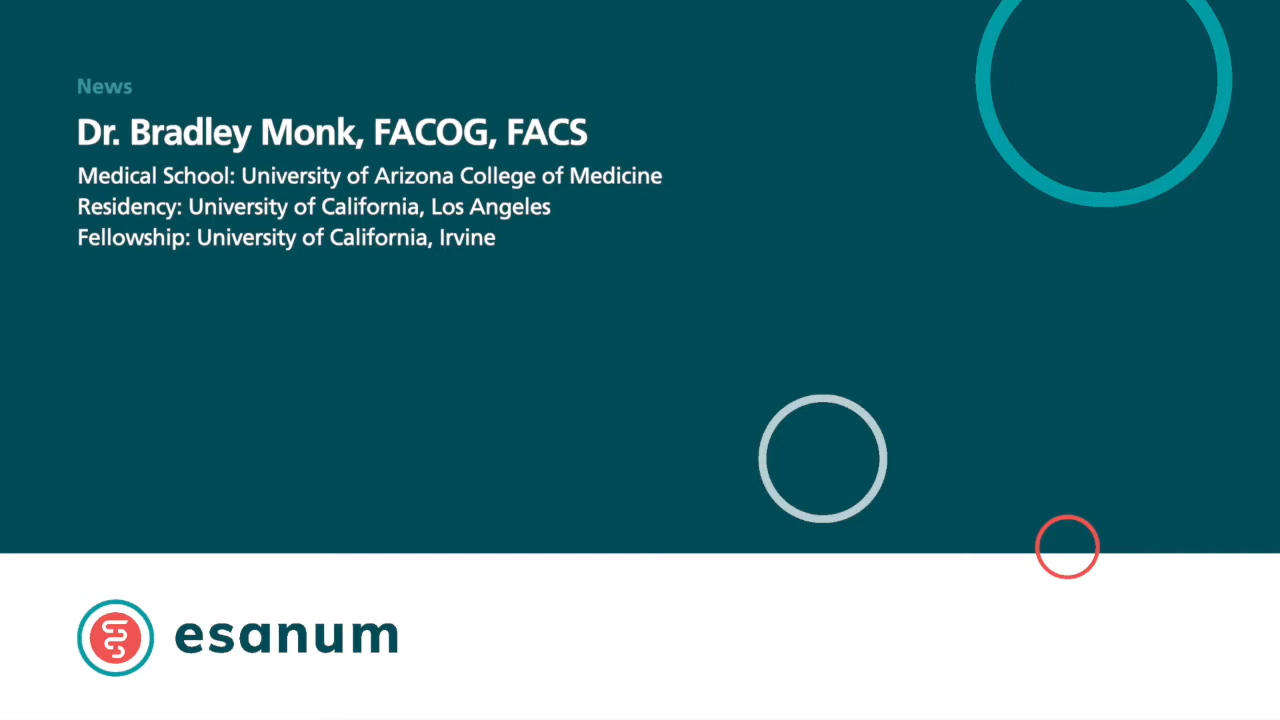 News
Dr. Bradley Monk, FACOG, FACS
Medical School: University of Arizona College of Medicine
Residency: University of California, Los Angeles
Fellowship: University of California, Irvine
esanum